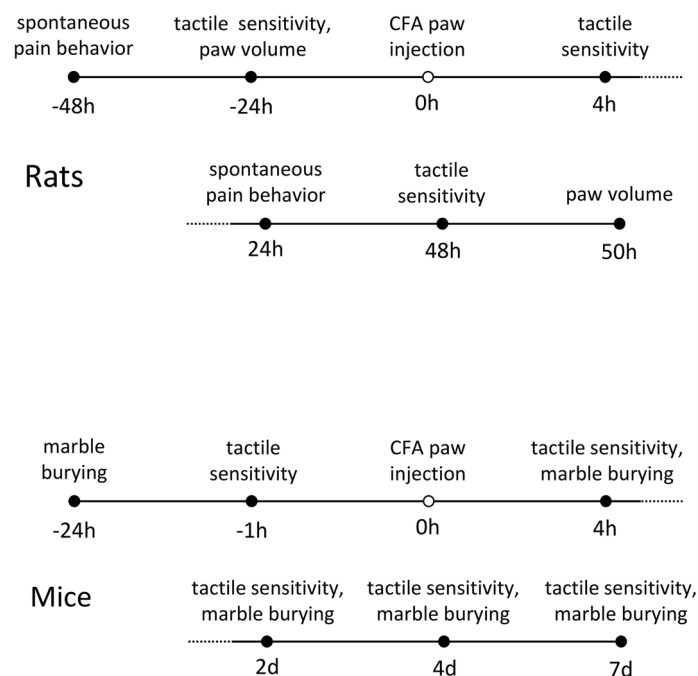 spontaneous
pain behavior
tactile sensitivity,
paw volume
CFA paw
injection
tactile
sensitivity
-48h
-24h
0h
4h
Rats
spontaneous
pain behavior
tactile
sensitivity
paw volume
24h
48h
50h
marble
burying
tactile
sensitivity
CFA paw
injection
tactile sensitivity,
marble burying
-24h
-1h
0h
4h
Mice
tactile sensitivity,
marble burying
tactile sensitivity,
marble burying
tactile sensitivity,
marble burying
2d
4d
7d